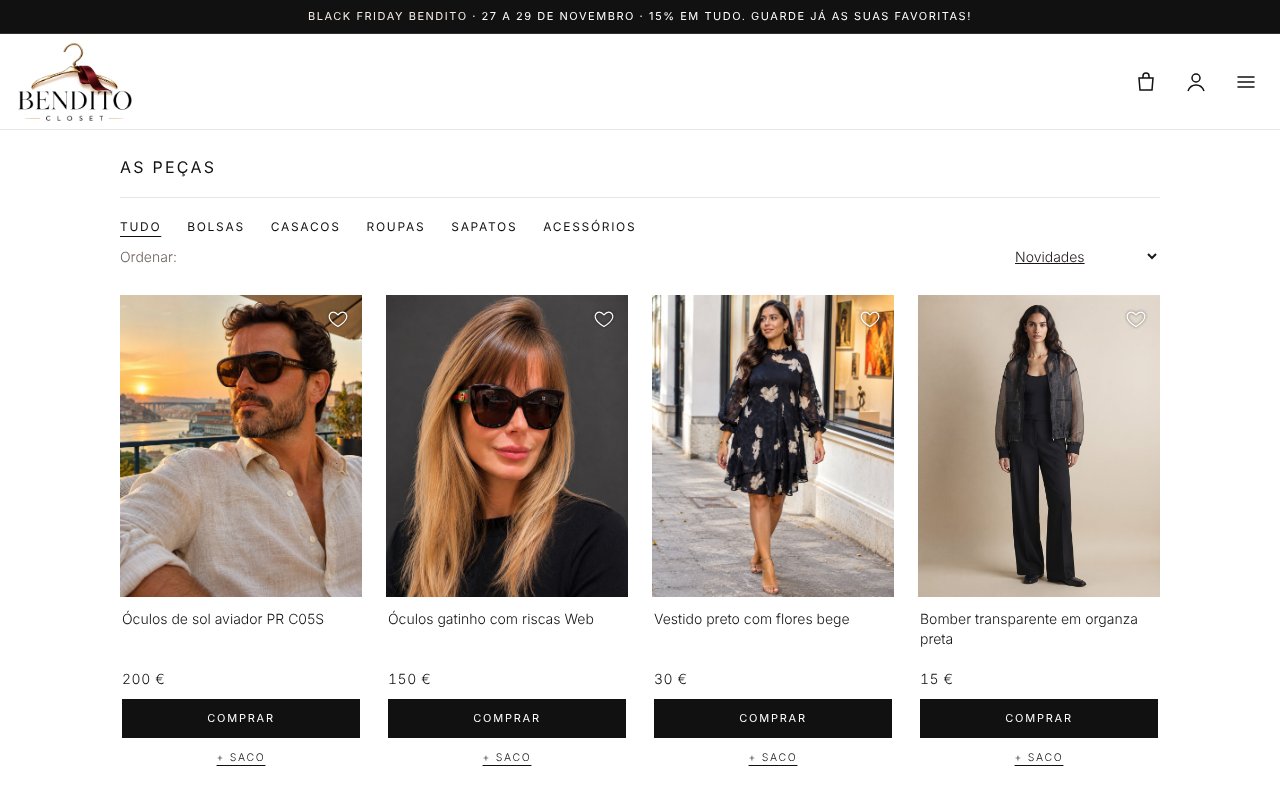 BLACK FRIDAY BENDITO · 27 A 29 DE NOVEMBRO · 15% EM TUDO. GUARDE JÁ AS SUAS FAVORITAS!
BENDITO
CLOSET
AS PEÇAS
TUDO BOLSAS CASACOS ROUPAS SAPATOS ACESSÓRIOS
Ordenar: Novidades
Óculos de sol aviador PR C05S
200 €
COMPRAR
+ SACO
Óculos gatinho com riscas Web
150 €
COMPRAR
+ SACO
Vestido preto com flores bege
30 €
COMPRAR
+ SACO
Bomber transparente em organza
preta
15 €
COMPRAR
+ SACO